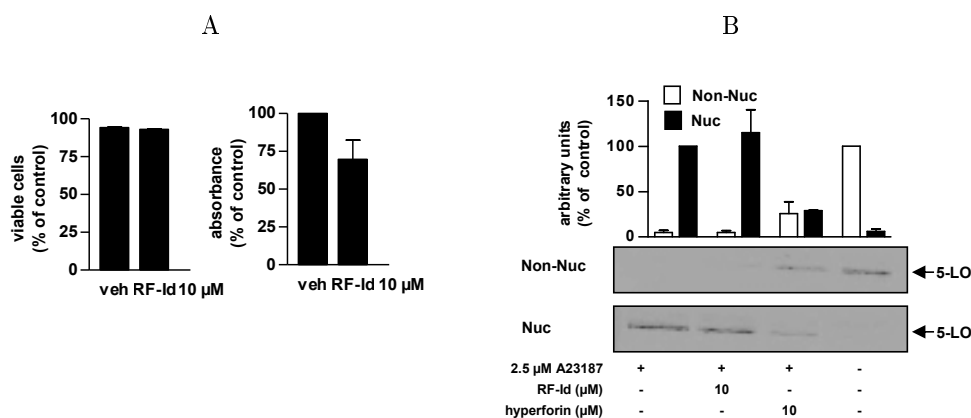 A
B
viable cells
(% of control)
100
75
50
25
0
veh RF-Id 10 µM
absorbance
(% of control)
100
75
50
25
0
veh RF-Id 10 µM
arbitrary units
(% of control)
150
100
50
0
Non-Nuc
Nuc
Non-Nuc
5-LO
Nuc
5-LO
2.5 µM A23187 + + + -
RF-Id (µM) - 10 - -
hyperforin (µM) - - 10 -